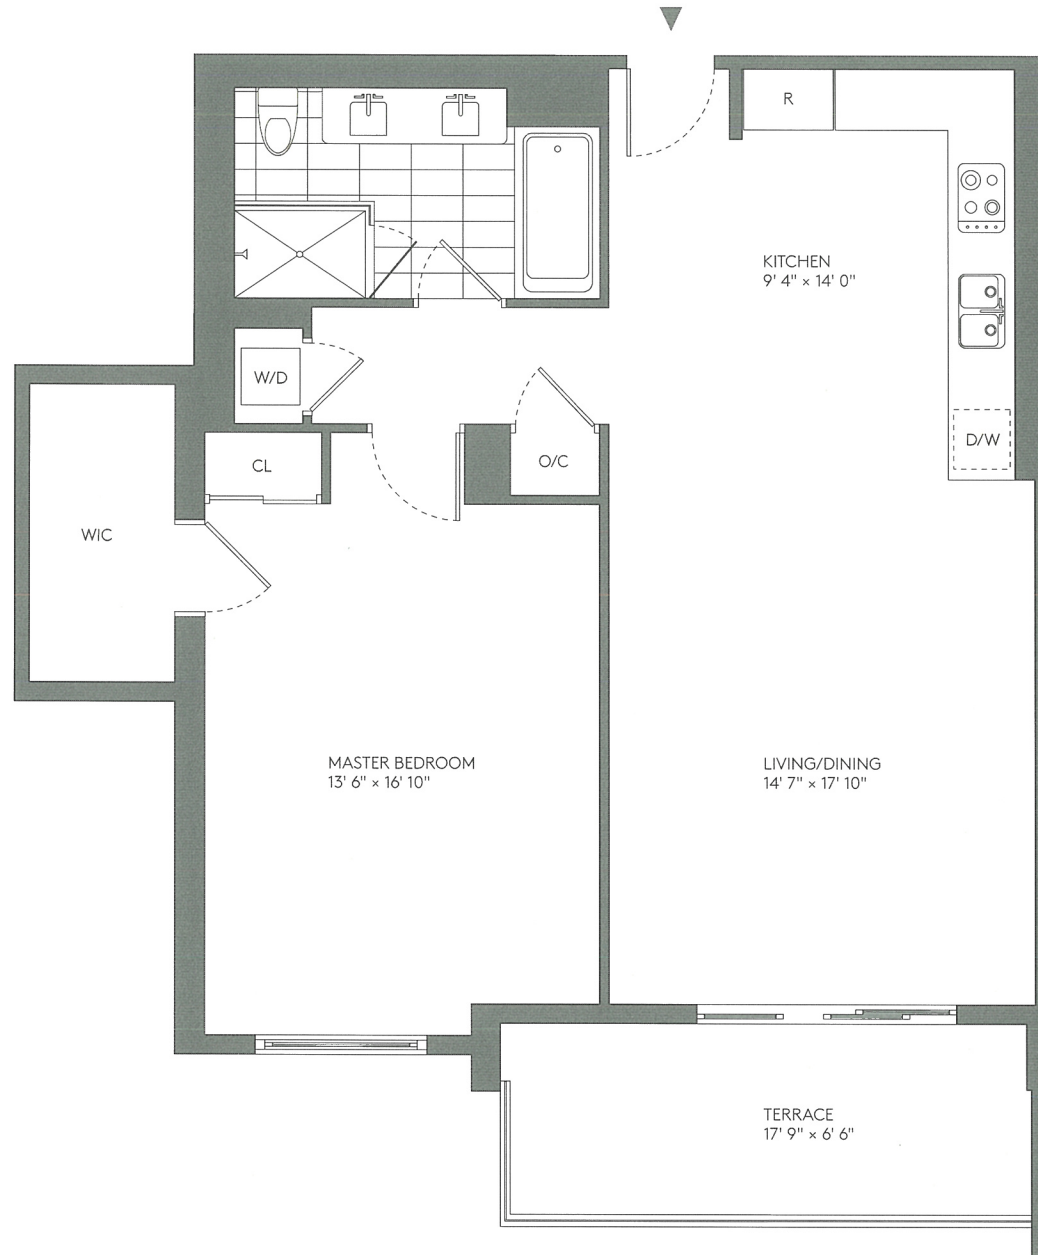 R
KITCHEN
9' 4" × 14' 0"
W/D
CL
O/C
D/W
WIC
MASTER BEDROOM
13' 6" × 16' 10"
LIVING/DINING
14' 7" × 17' 10"
TERRACE
17' 9" × 6' 6"